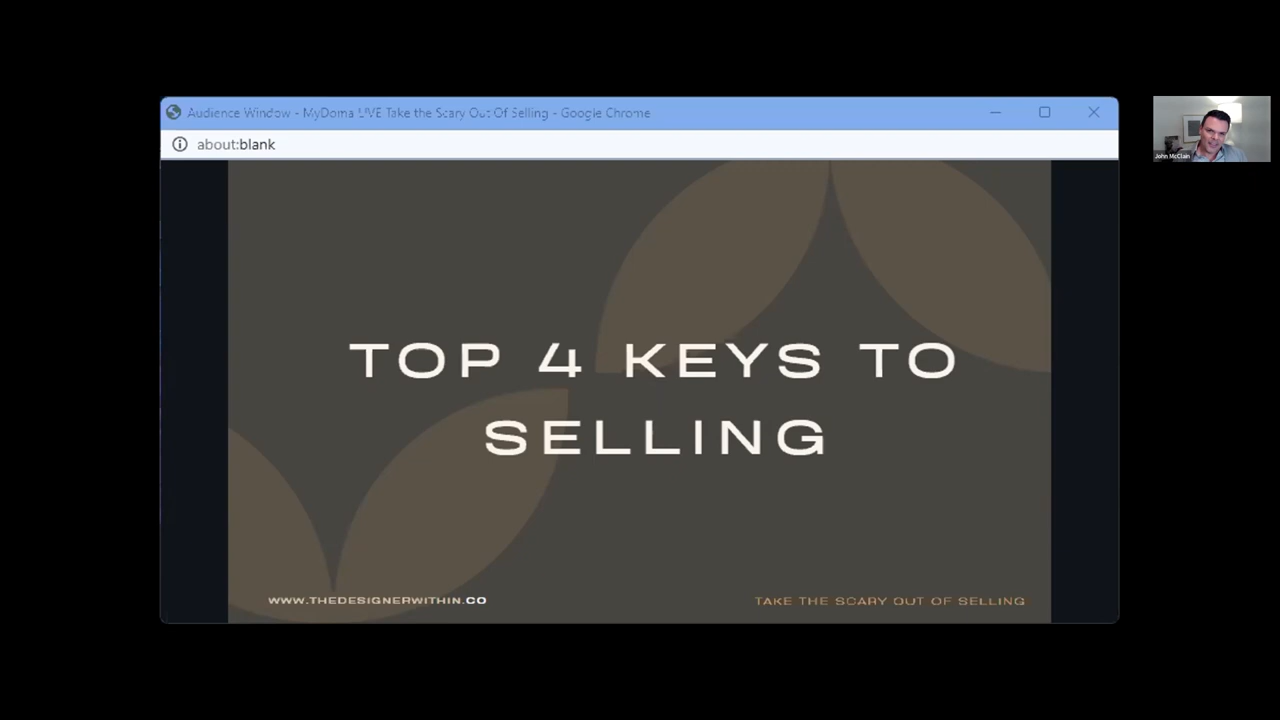 Audience Window - MyDoma LIVE Take the Scary Out Of Selling - Google Chrome
about:blank
John McClain
TOP 4 KEYS TO
SELLING
WWW.THEDESIGNERWITHIN.CO
TAKE THE SCARY OUT OF SELLING